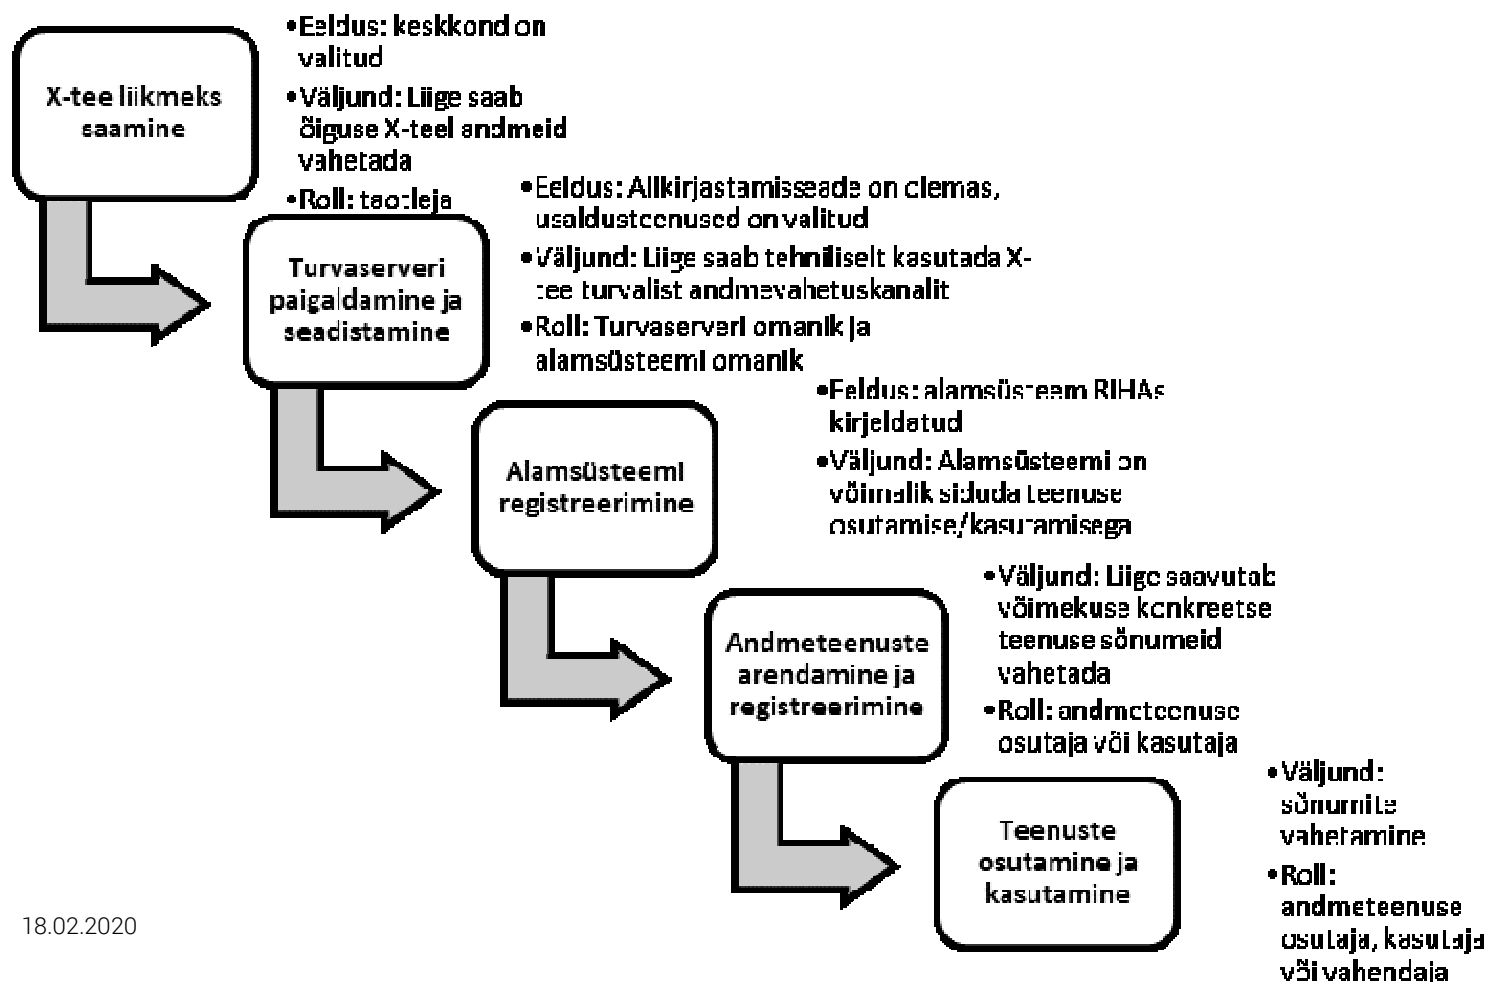 X-tee liikmeks
saamine
•Eeldus: keskkond on
valitud
•Väljund: Liige saab
õiguse X-teel andmeid
vahetada
•Roll: taotleja
Turvaserveri
paigaldamine ja
seadistamine
•Eeldus: Allkirjastamisseade on olemas,
usaldusteenused on valitud
•Väljund: Liige saab tehniliselt kasutada X-
tee turvalist andmevahetuskanalit
•Roll: Turvaserveri omanik ja
alamsüsteemi omanik
Alamsüsteemi
registreerimine
•Eeldus: alamsüsteem RIHAs
kirjeldatud
•Väljund: Alamsüsteemi on
võimalik siduda teenuse
osutamise/kasutamisega
Andmeteenuste
arendamine ja
registreerimine
•Väljund: Liige saavutab
võimekuse konkreetse
teenuse sõnumeid
vahetada
•Roll: andmeteenuse
osutaja või kasutaja
Teenuste
osutamine ja
kasutamine
•Väljund:
sõnumite
vahetamine
•Roll:
andmeteenuse
osutaja, kasutaja
või vahendaja
18.02.2020